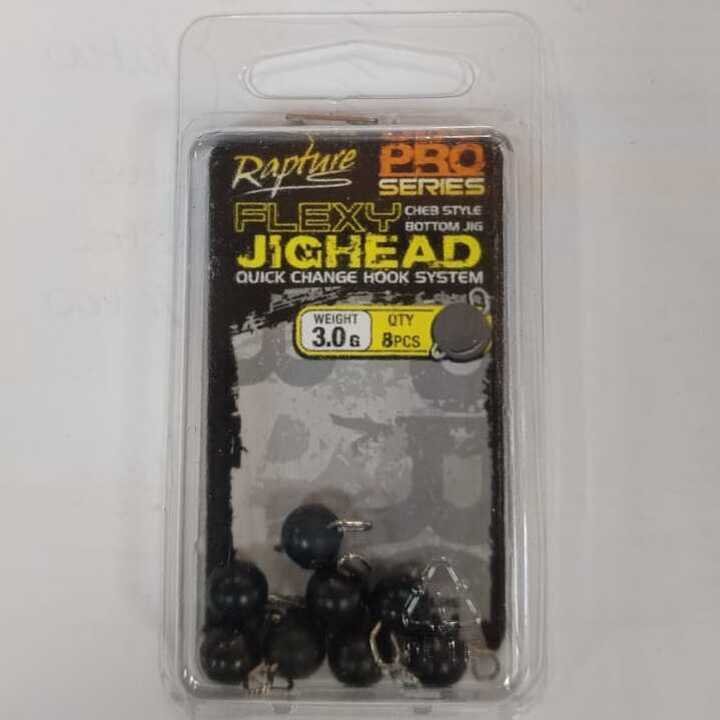 Rapture
PRO
SERIES
FLEXY CHEB STYLE
BOTTOM JIG
JIGHEAD
QUICK CHANGE HOOK SYSTEM
WEIGHT QTY
3.0 G 8PCS